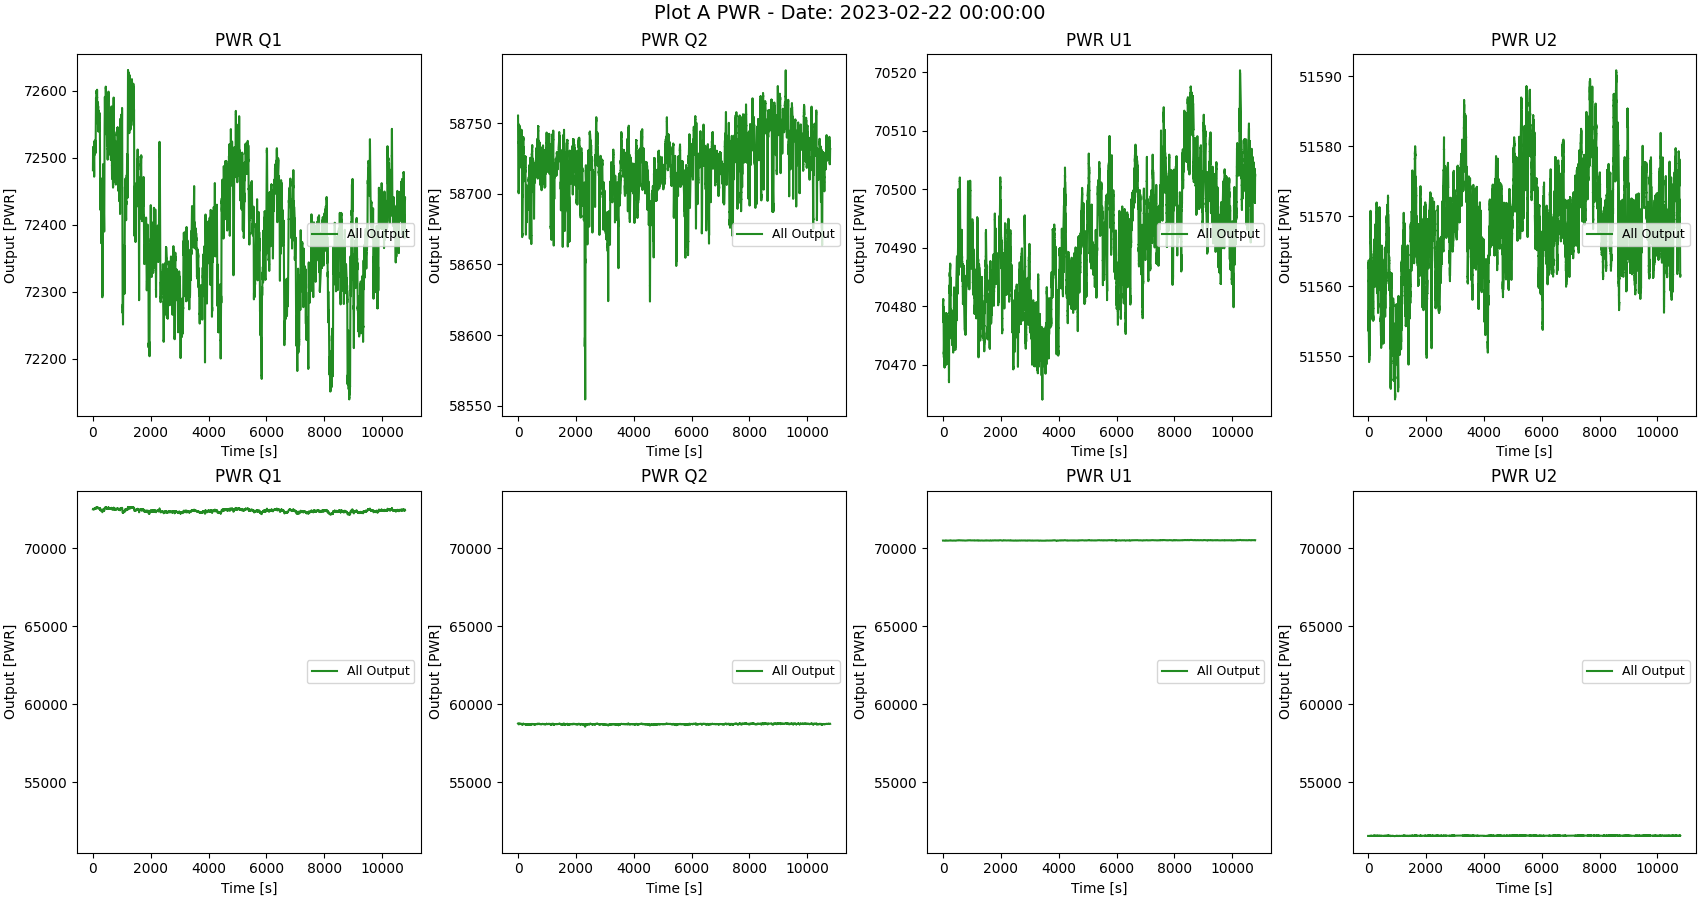 Plot A PWR - Date: 2023-02-22 00:00:00
PWR Q1
PWR Q2
PWR U1
PWR U2
Output [PWR]
72600
72500
72400
72300
72200
All Output
0 2000 4000 6000 8000 10000
Time [s]
Output [PWR]
58750
58700
58650
58600
58550
All Output
0 2000 4000 6000 8000 10000
Time [s]
Output [PWR]
70520
70510
70500
70490
70480
70470
All Output
0 2000 4000 6000 8000 10000
Time [s]
Output [PWR]
51590
51580
51570
51560
51550
All Output
0 2000 4000 6000 8000 10000
Time [s]
PWR Q1
PWR Q2
PWR U1
PWR U2
Output [PWR]
70000
65000
60000
55000
All Output
0 2000 4000 6000 8000 10000
Time [s]
Output [PWR]
70000
65000
60000
55000
All Output
0 2000 4000 6000 8000 10000
Time [s]
Output [PWR]
70000
65000
60000
55000
All Output
0 2000 4000 6000 8000 10000
Time [s]
Output [PWR]
70000
65000
60000
55000
All Output
0 2000 4000 6000 8000 10000
Time [s]